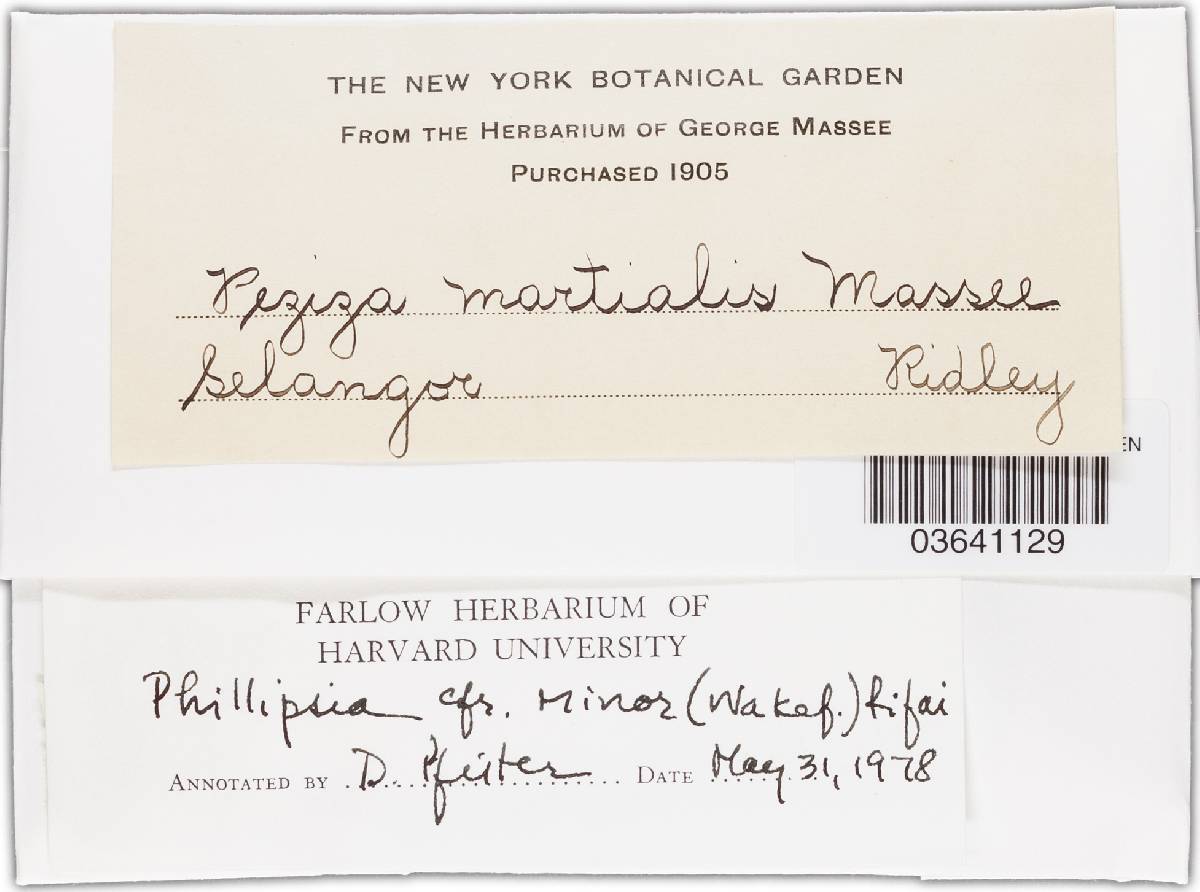 THE NEW YORK BOTANICAL GARDEN
FROM THE HERBARIUM OF GEORGE MASSEE
PURCHASED 1905
Peziza martialis Massee
Selangor Ridley
EN
03641129
FARLOW HERBARIUM OF
HARVARD UNIVERSITY
Phillipsia cfr. minor (Wakef.) Rifai
ANNOTATED BY D. Pfister DATE May 31, 1978